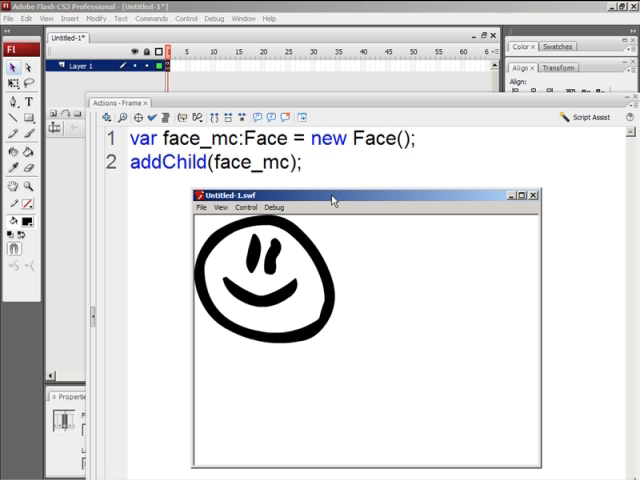 Adobe Flash CS3 Professional - [Untitled-1*]
File Edit View Insert Modify Text Commands Control Debug Window Help
Untitled-1*
Fl
1 5 10 15 20 25 30 35 40 45 50 55 60 6
Layer 1
Color × Swatches
Align × Transform
Align:
Actions - Frame ×
Script Assist
1 var face_mc:Face = new Face();
2 addChild(face_mc);
Untitled-1.swf
File View Control Debug
Properti